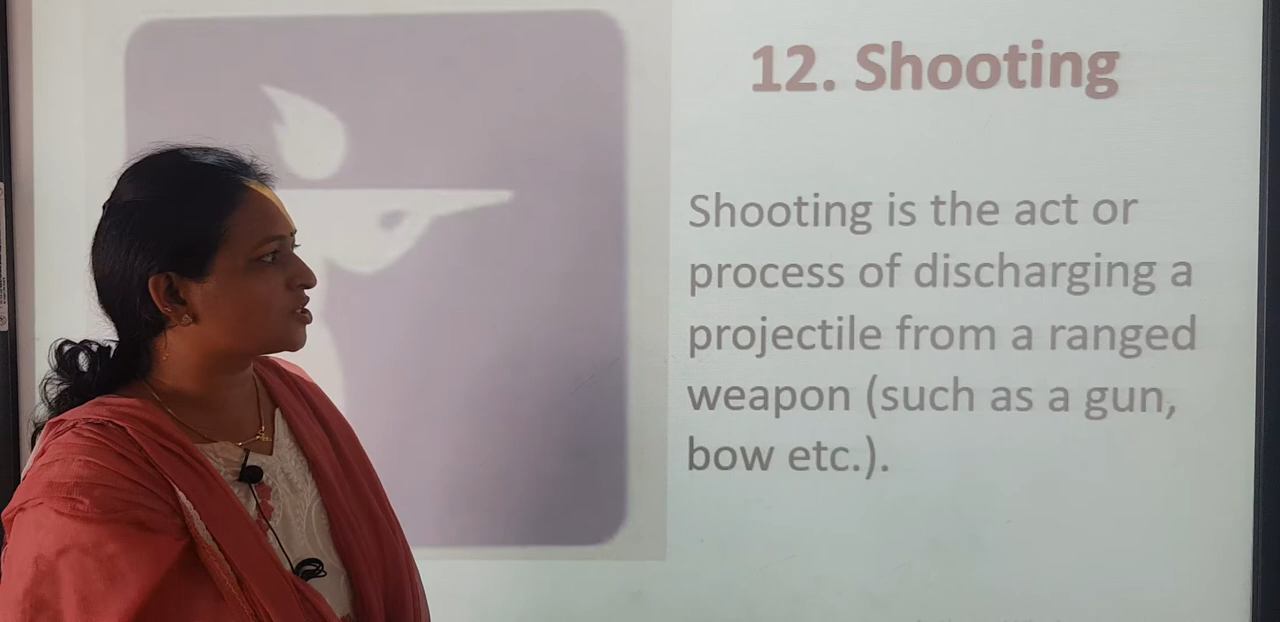 12. Shooting
Shooting is the act or
process of discharging a
projectile from a ranged
weapon (such as a gun,
bow etc.).